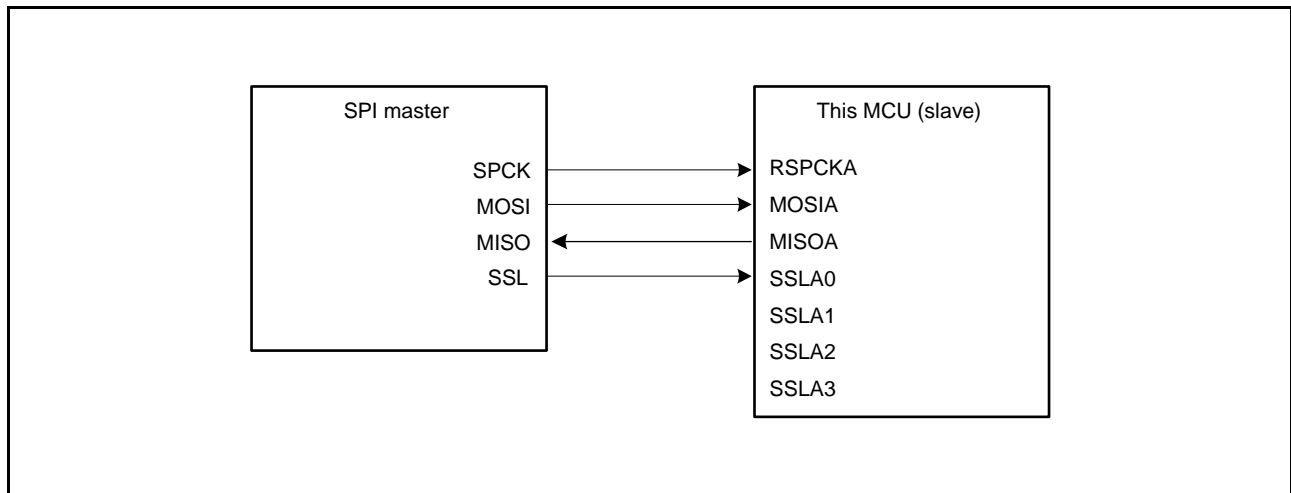 SPI master
SPCK
MOSI
MISO
SSL
This MCU (slave)
RSPCKA
MOSIA
MISOA
SSLA0
SSLA1
SSLA2
SSLA3